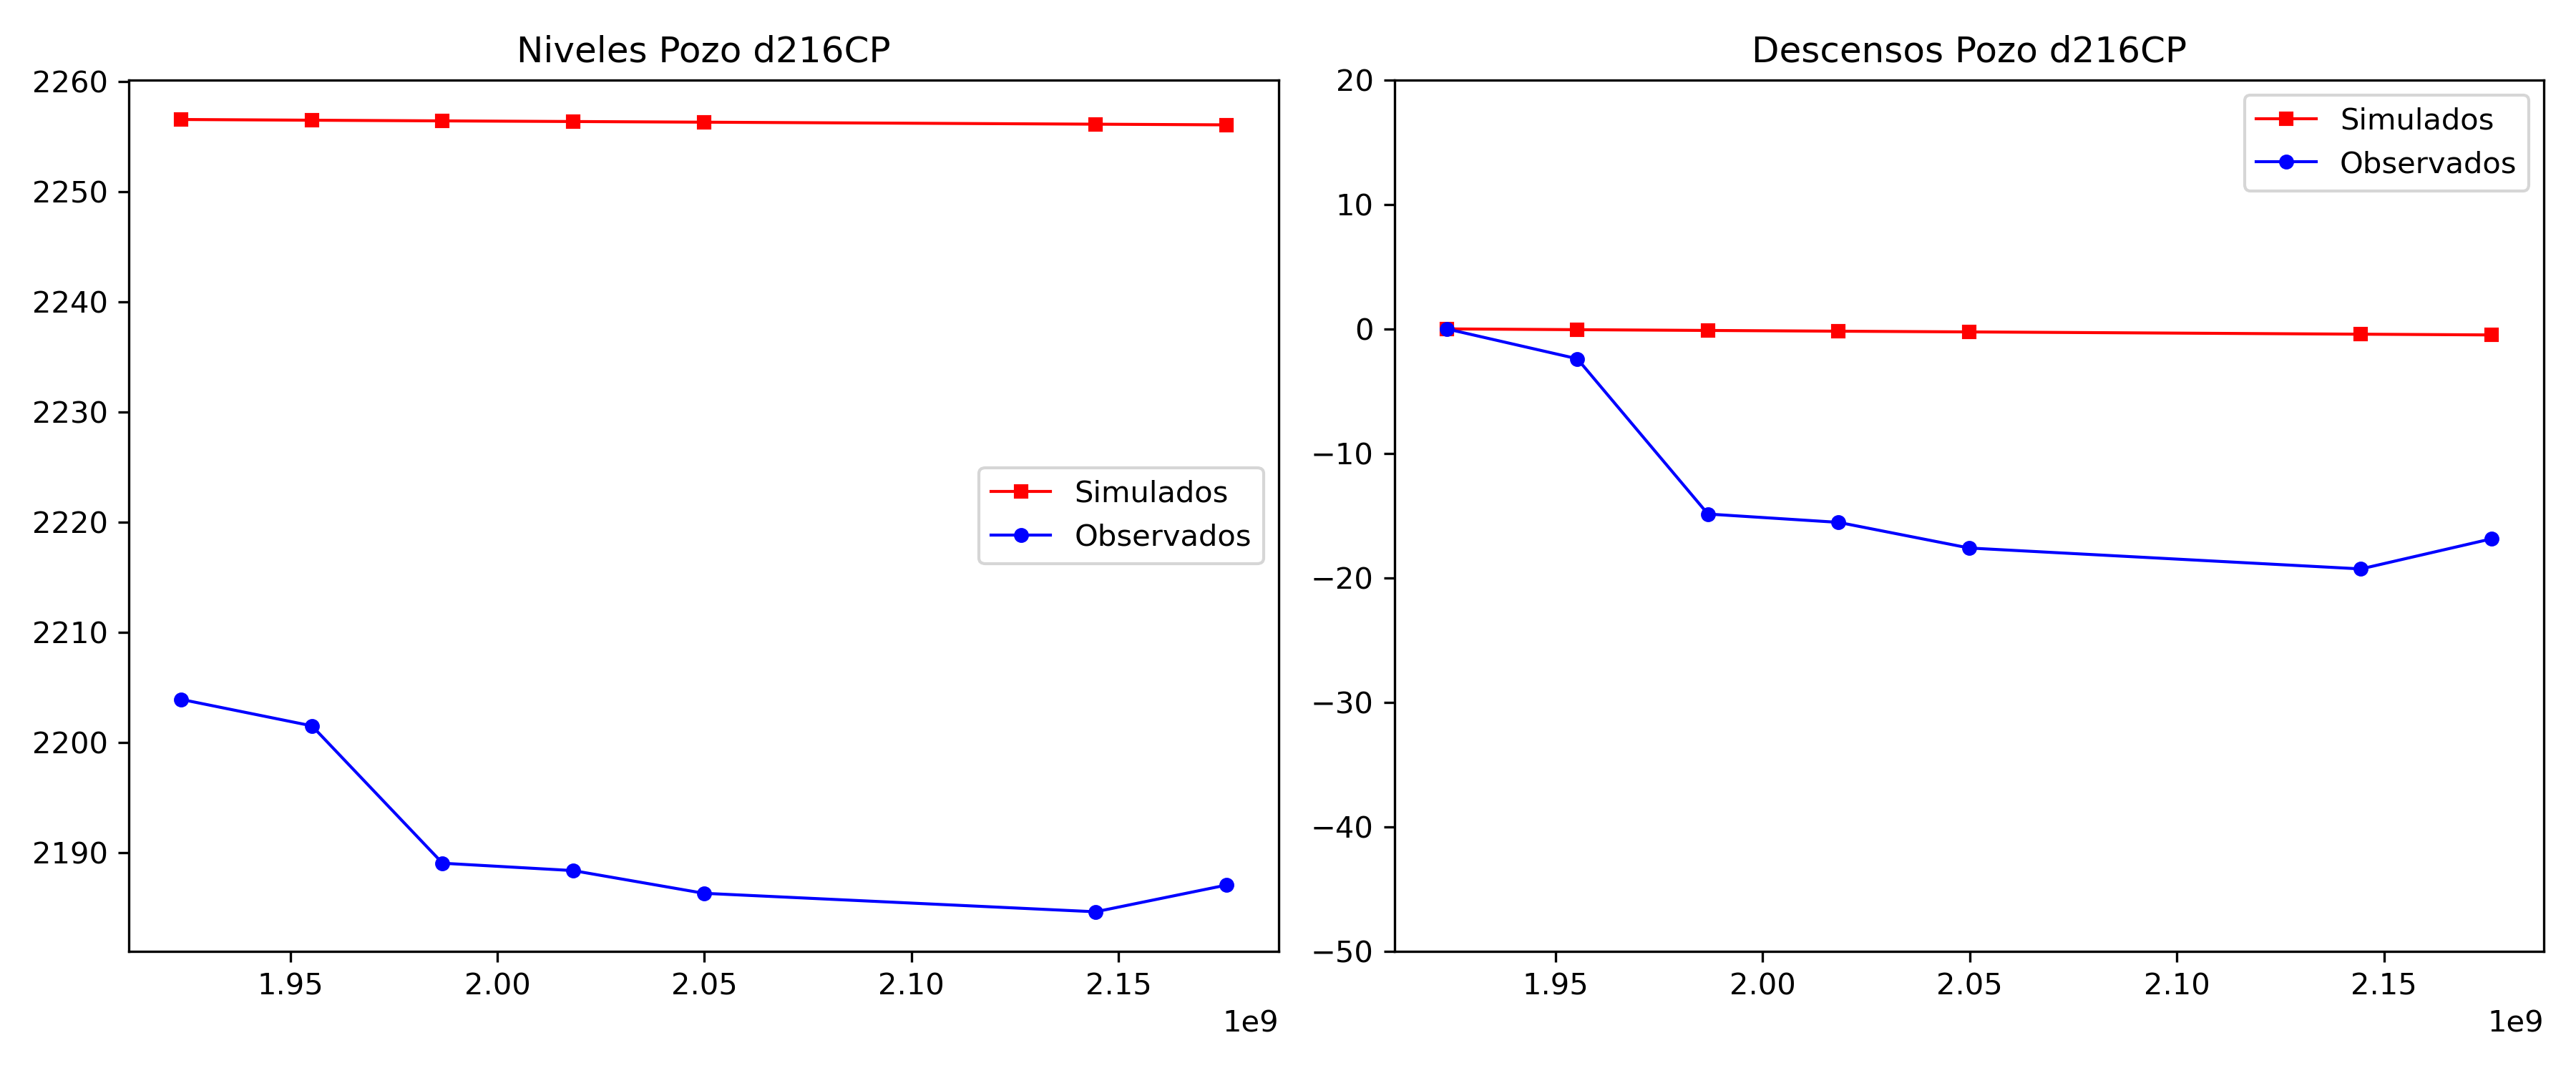 Niveles Pozo d216CP
2260
2250
2240
2230
2220
2210
2200
2190
Simulados
Observados
1.95 2.00 2.05 2.10 2.15
1e9
Descensos Pozo d216CP
20
10
0
−10
−20
−30
−40
−50
Simulados
Observados
1.95 2.00 2.05 2.10 2.15
1e9